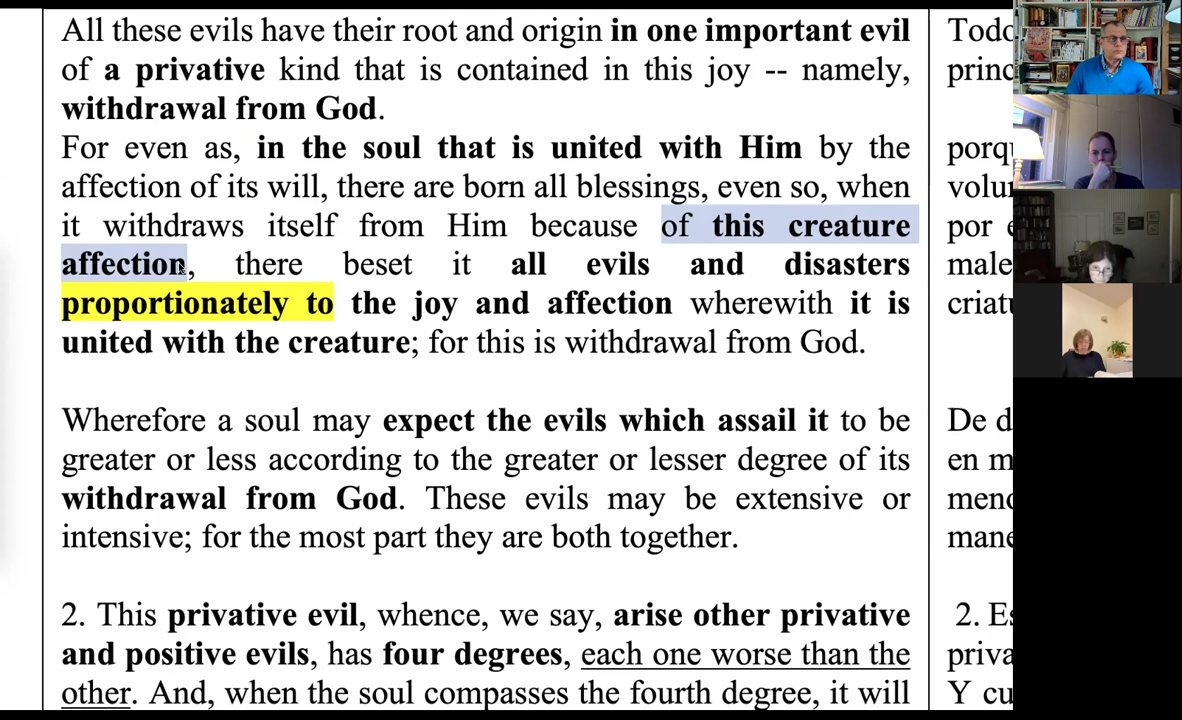 All these evils have their root and origin in one important evil
of a privative kind that is contained in this joy -- namely,
withdrawal from God.
For even as, in the soul that is united with Him by the
affection of its will, there are born all blessings, even so, when
it withdraws itself from Him because of this creature
affection, there beset it all evils and disasters
proportionately to the joy and affection wherewith it is
united with the creature; for this is withdrawal from God.
Wherefore a soul may expect the evils which assail it to be
greater or less according to the greater or lesser degree of its
withdrawal from God. These evils may be extensive or
intensive; for the most part they are both together.
2. This privative evil, whence, we say, arise other privative
and positive evils, has four degrees, each one worse than the
other. And, when the soul compasses the fourth degree, it will
Todo
princ
porqu
volu
por e
male
criatu
De d
en m
meno
mane
2. Es
priva
Y cu